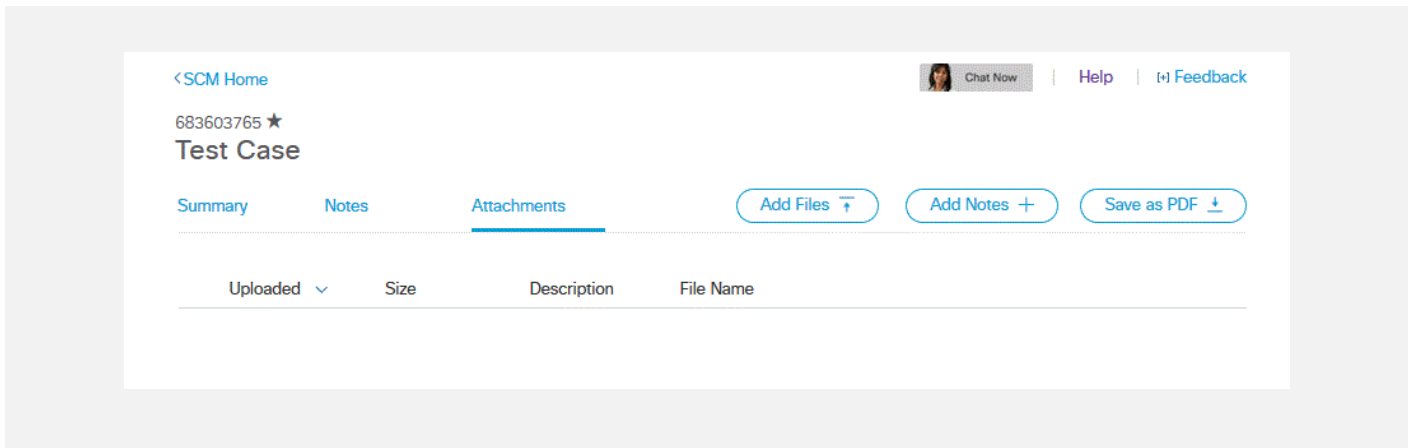 <SCM Home
Chat Now
Help
[+] Feedback
683603765 ★
Test Case
Summary
Notes
Attachments
Add Files
Add Notes +
Save as PDF
Uploaded
Size
Description
File Name